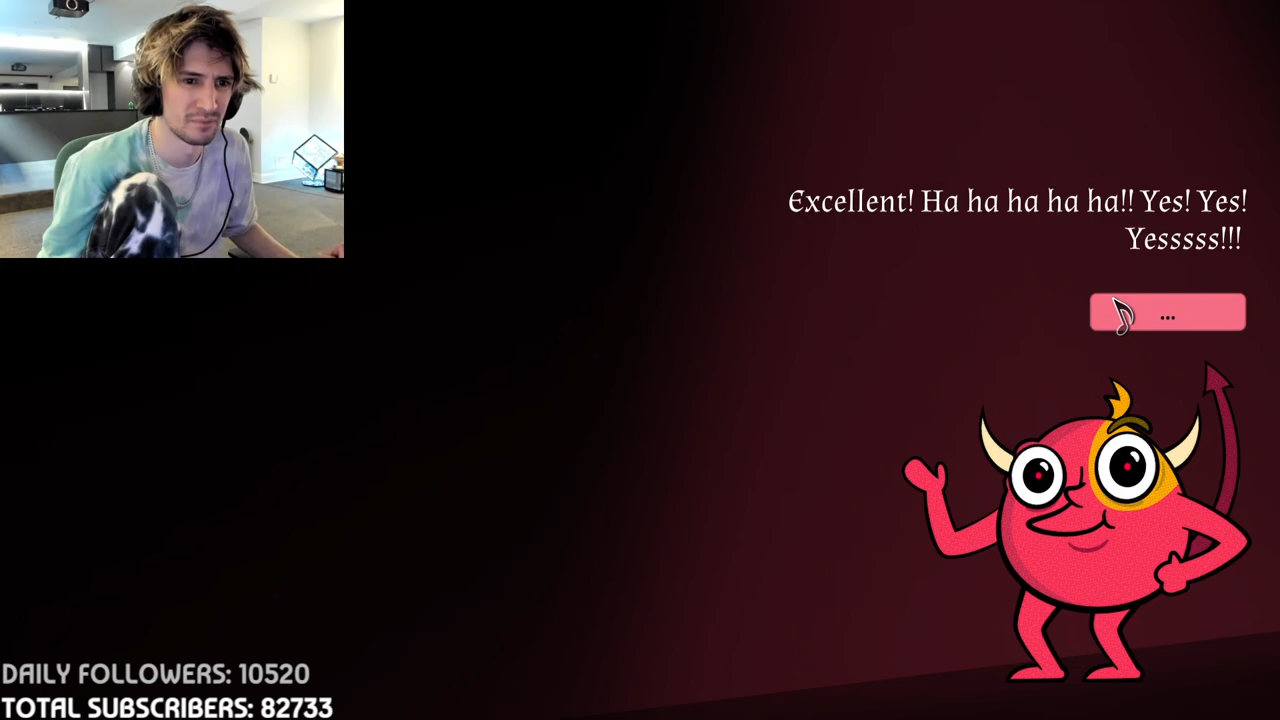 Excellent! Ha ha ha ha ha!! Yes! Yes!
Yesssss!!!
...
DAILY FOLLOWERS: 10520
TOTAL SUBSCRIBERS: 82733